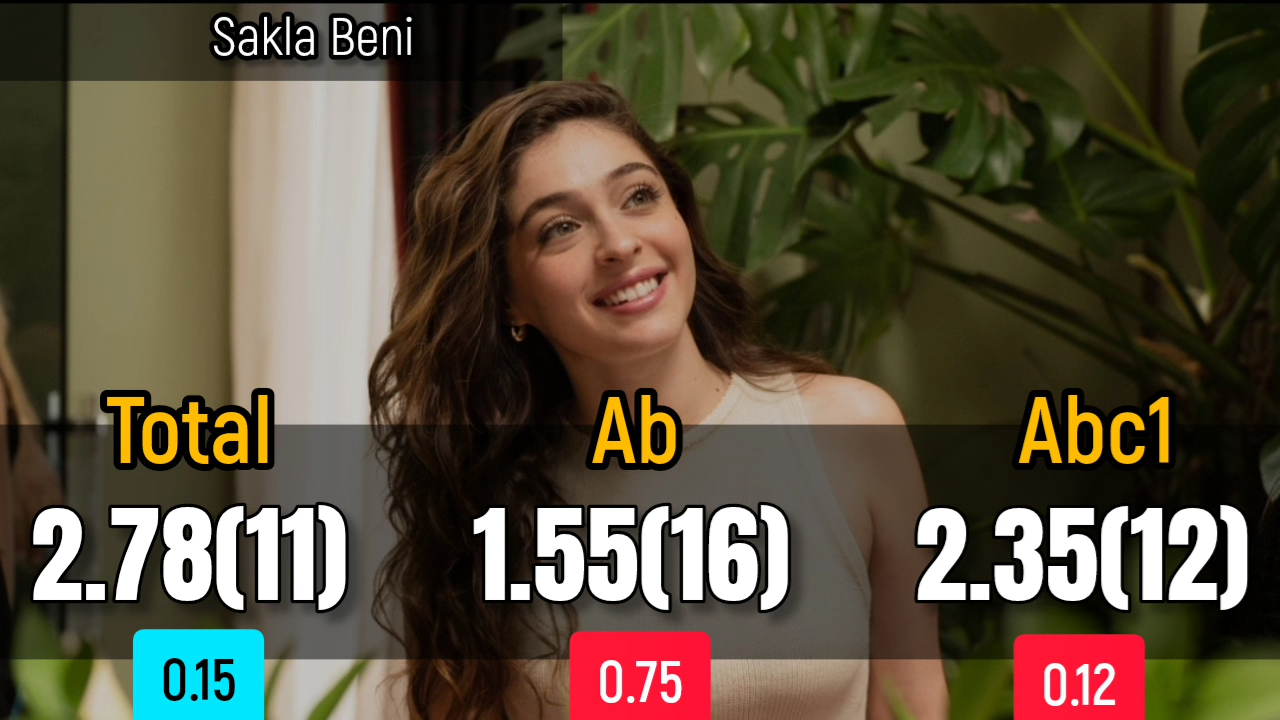 Sakla Beni
Total Ab Abc1
2.78(11) 1.55(16) 2.35(12)
0.15 0.75 0.12